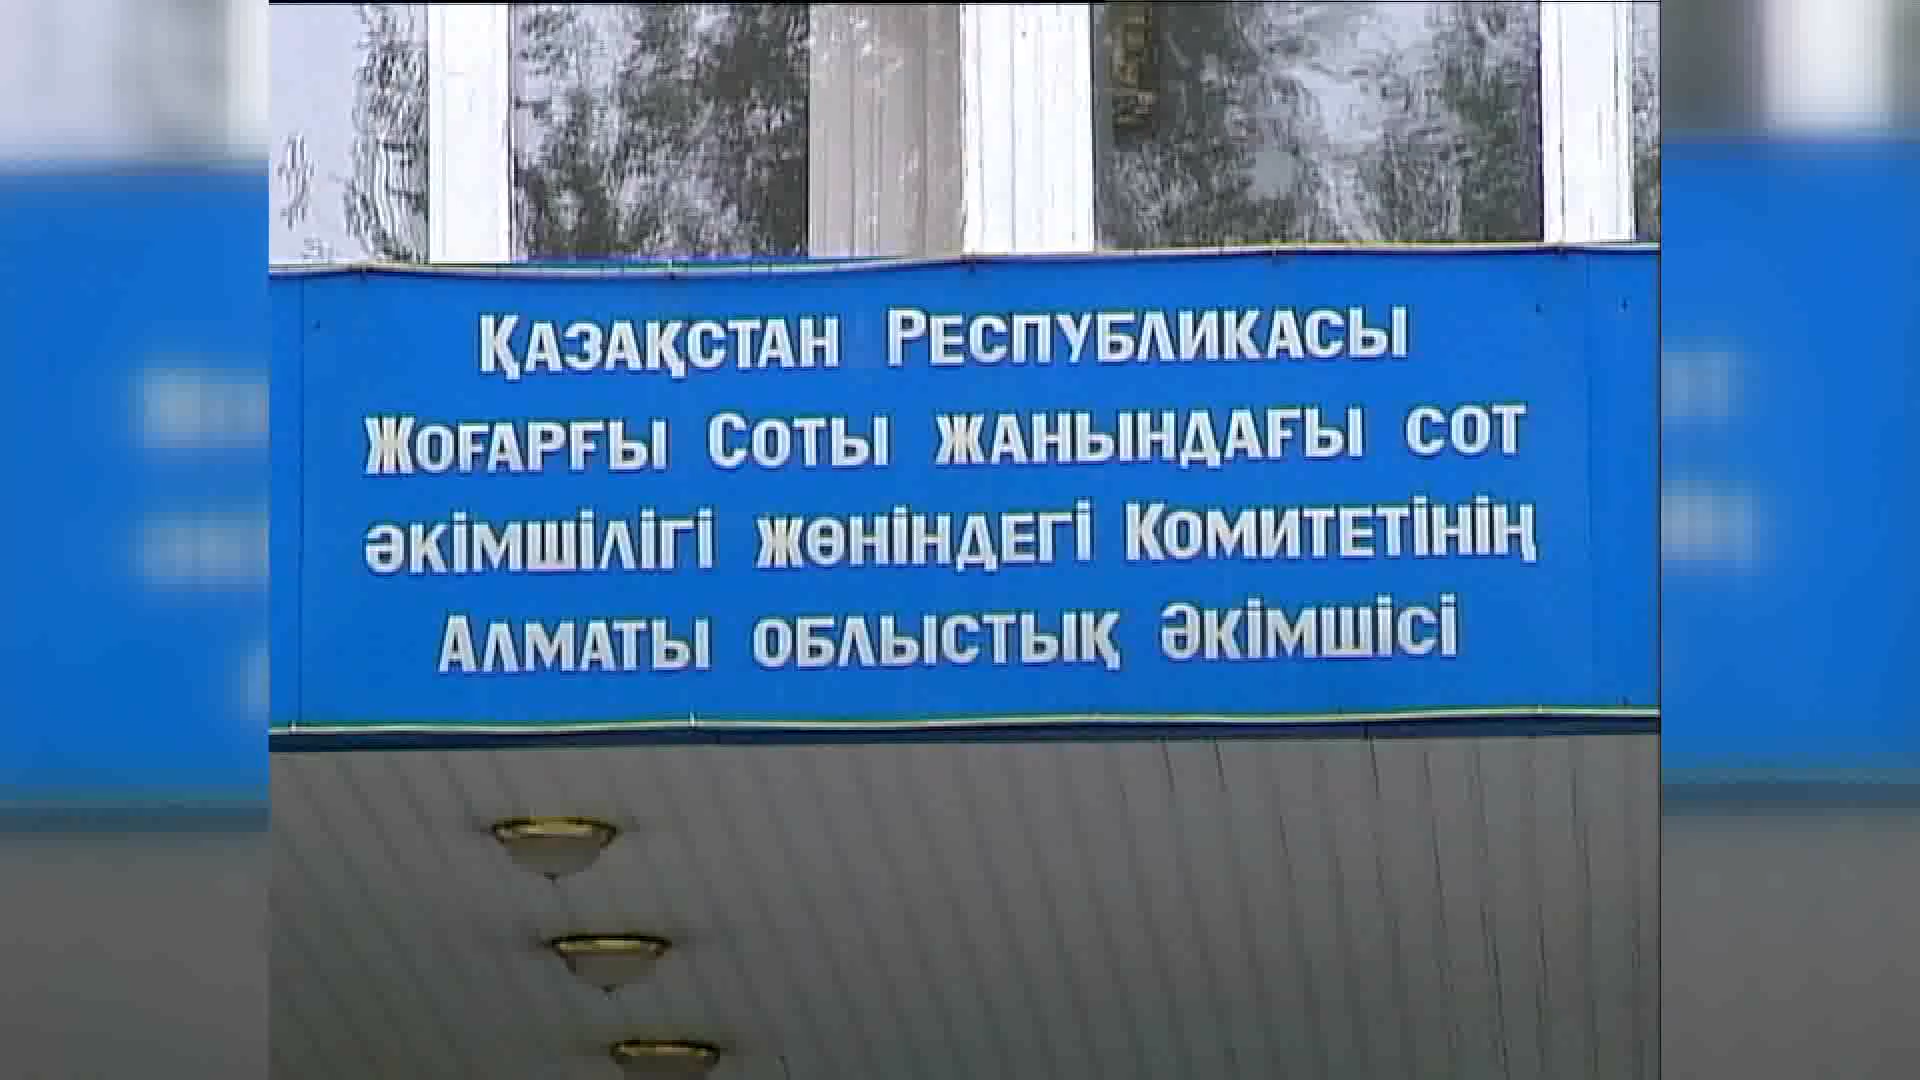 Қазақстан Республикасы
Жоғарғы Соты жанындағы сот
әкімшілігі жөніндегі Комитетінің
Алматы облыстық Әкімшісі